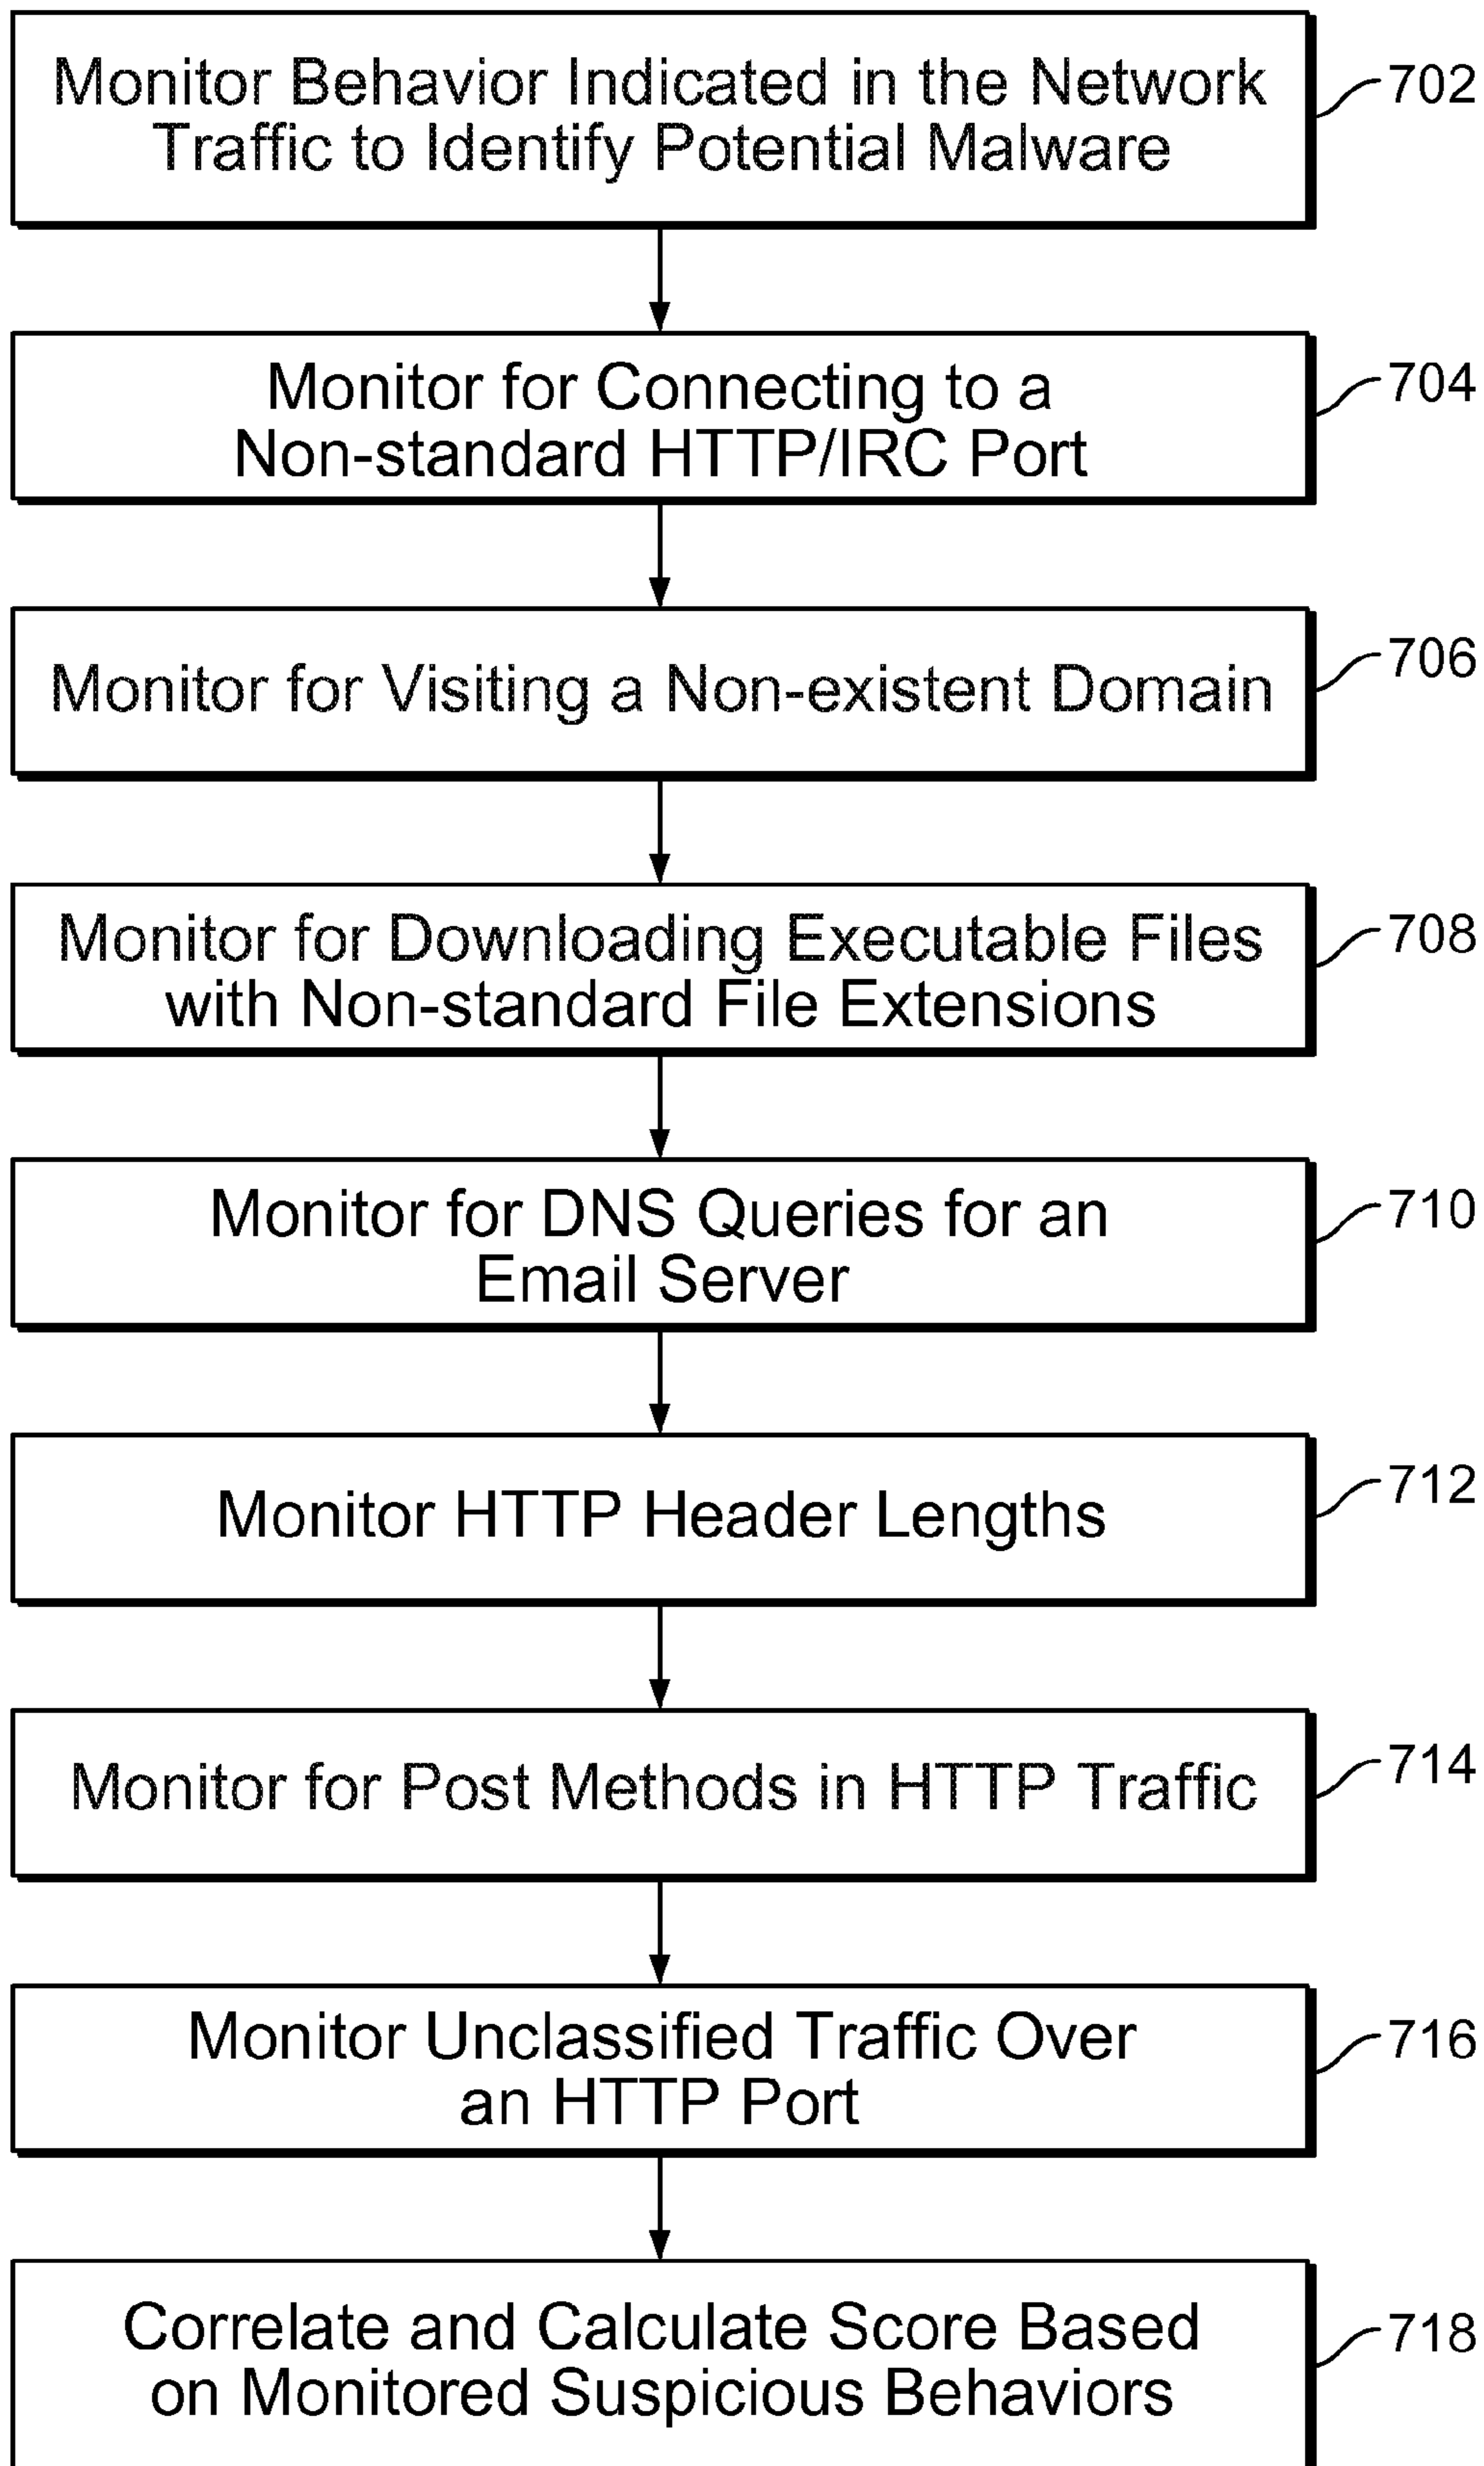 Monitor Behavior Indicated in the Network
Traffic to Identify Potential Malware
702
Monitor for Connecting to a
Non-standard HTTP/IRC Port
704
Monitor for Visiting a Non-existent Domain
706
Monitor for Downloading Executable Files
with Non-standard File Extensions
708
Monitor for DNS Queries for an
Email Server
710
Monitor HTTP Header Lengths
712
Monitor for Post Methods in HTTP Traffic
714
Monitor Unclassified Traffic Over
an HTTP Port
716
Correlate and Calculate Score Based
on Monitored Suspicious Behaviors
718